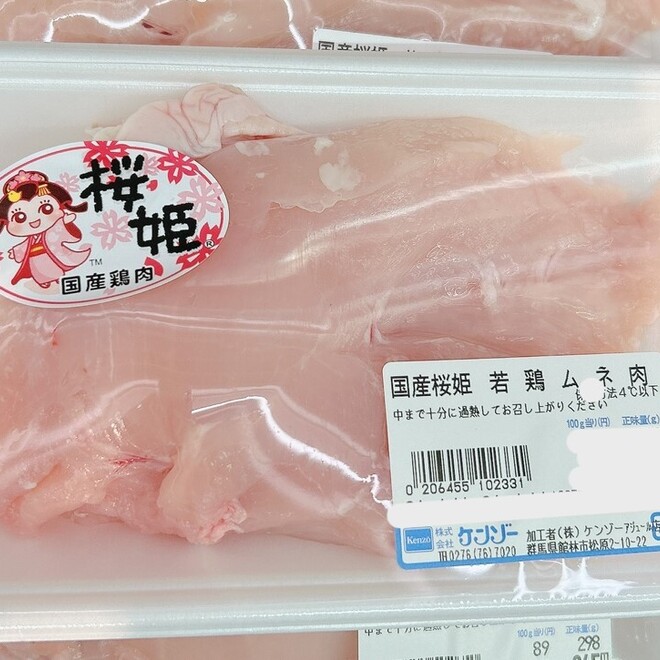 桜姫®
TM
国産鶏肉
国産桜姫 若鶏 ムネ肉
法4℃以下
中まで十分に過熱してお召し上がりください
100g当り(円) 正味量(g)
0 206455 102331
Kenzo 株式会社 ケンゾー
TEL0276(76)7020
加工者(株)ケンゾーアジュール店
群馬県館林市松原2-10-22
100g当り(円) 正味量(g)
89 298